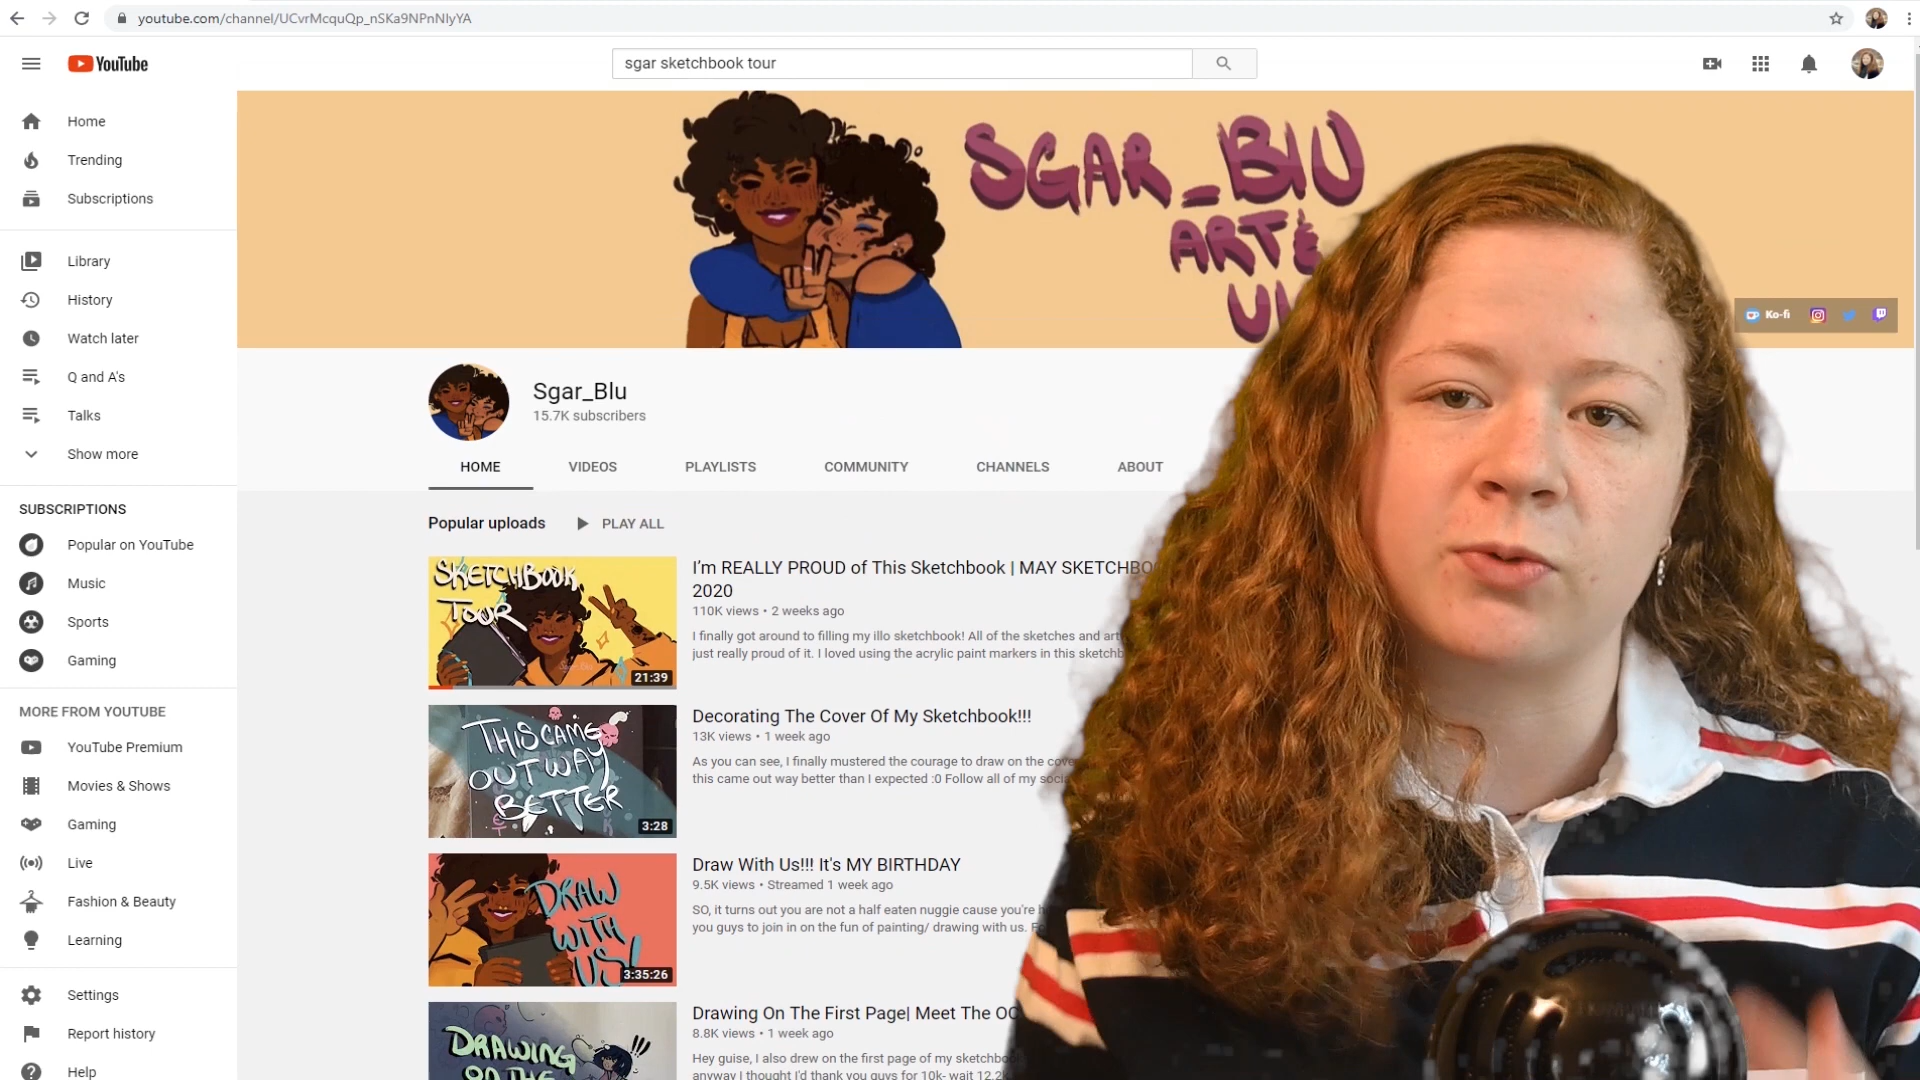 youtube.com/channel/UCvrMcquQp_nSKa9NPnNlyYA
YouTube
sgar sketchbook tour
Home
Trending
Subscriptions
Library
History
Watch later
Q and A's
Talks
Show more
SUBSCRIPTIONS
Popular on YouTube
Music
Sports
Gaming
MORE FROM YOUTUBE
YouTube Premium
Movies & Shows
Gaming
Live
Fashion & Beauty
Learning
Settings
Report history
Help
SGAR_BLU
ART &
Ko-fi
Sgar_Blu
15.7K subscribers
HOME
VIDEOS
PLAYLISTS
COMMUNITY
CHANNELS
ABOUT
Popular uploads
PLAY ALL
SKETCHBOOK
TOUR
21:39
I'm REALLY PROUD of This Sketchbook | MAY
2020
110K views • 2 weeks ago
I finally got around to filling my illo sketchbook! All of the sketches and
just really proud of it. I loved using the acrylic paint markers in this
THIS CAME
OUT WAY
BETTER
3:28
Decorating The Cover Of My Sketchbook!!!
13K views • 1 week ago
As you can see, I finally mustered the courage to draw on the
this came out way better than I expected :0 Follow all of my
DRAW
WITH
US!
3:35:26
Draw With Us!!! It's MY BIRTHDAY
9.5K views • Streamed 1 week ago
SO, it turns out you are not a half eaten nuggie cause you're
you guys to join in on the fun of painting/ drawing with us.
DRAWING
ON THE
!!!
Drawing On The First Page| Meet The
8.8K views • 1 week ago
Hey guise, I also drew on the first page of my
anyway I thought I'd thank you guys for 10k- wait